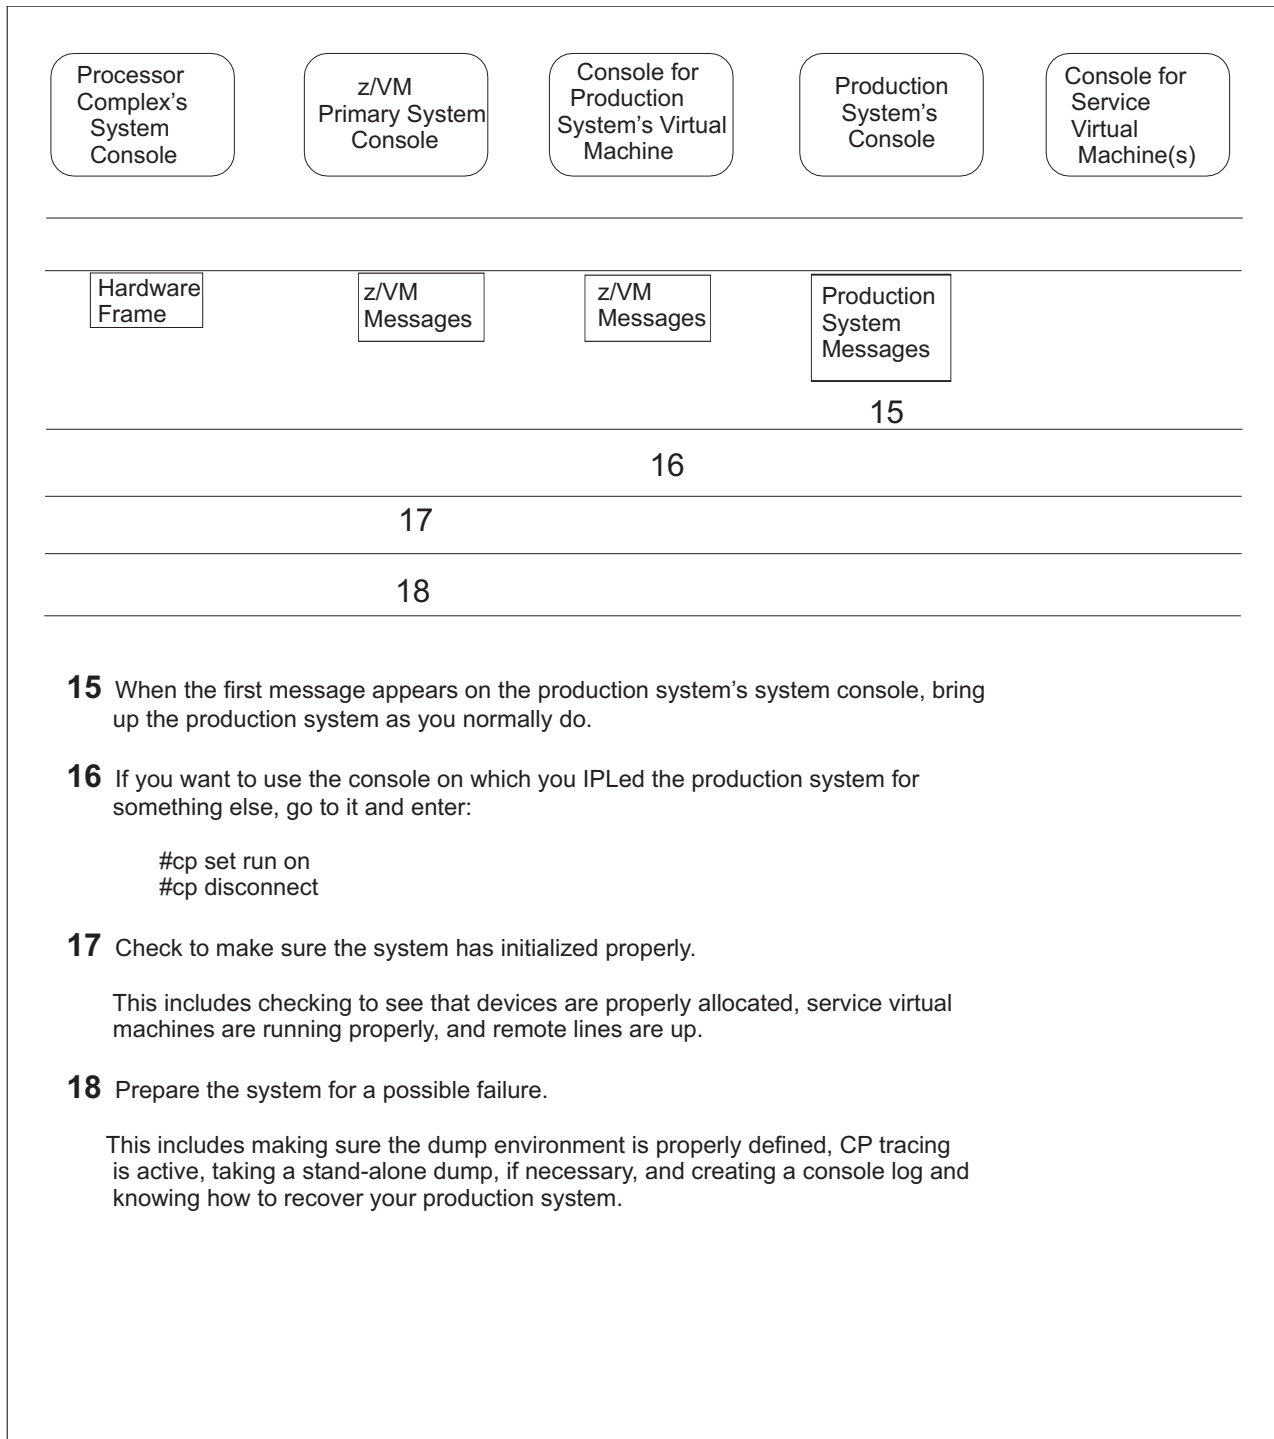 Processor
Complex's
System
Console
z/VM
Primary System
Console
Console for
Production
System's Virtual
Machine
Production
System's
Console
Console for
Service
Virtual
Machine(s)
Hardware
Frame
z/VM
Messages
z/VM
Messages
Production
System
Messages
15
16
17
18
15 When the first message appears on the production system's system console, bring
up the production system as you normally do.
16 If you want to use the console on which you IPLed the production system for
something else, go to it and enter:
#cp set run on
#cp disconnect
17 Check to make sure the system has initialized properly.
This includes checking to see that devices are properly allocated, service virtual
machines are running properly, and remote lines are up.
18 Prepare the system for a possible failure.
This includes making sure the dump environment is properly defined, CP tracing
is active, taking a stand-alone dump, if necessary, and creating a console log and
knowing how to recover your production system.